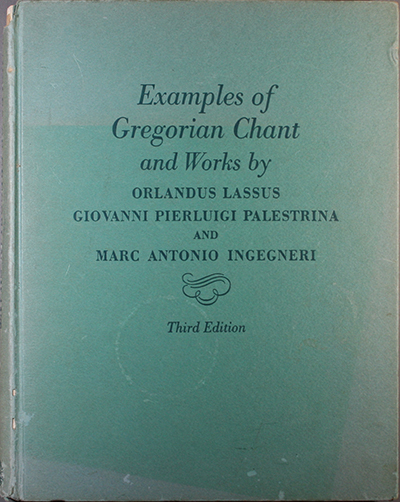 Examples of
Gregorian Chant
and Works by
ORLANDUS LASSUS
GIOVANNI PIERLUIGI PALESTRINA
AND
MARC ANTONIO INGEGNERI
Third Edition